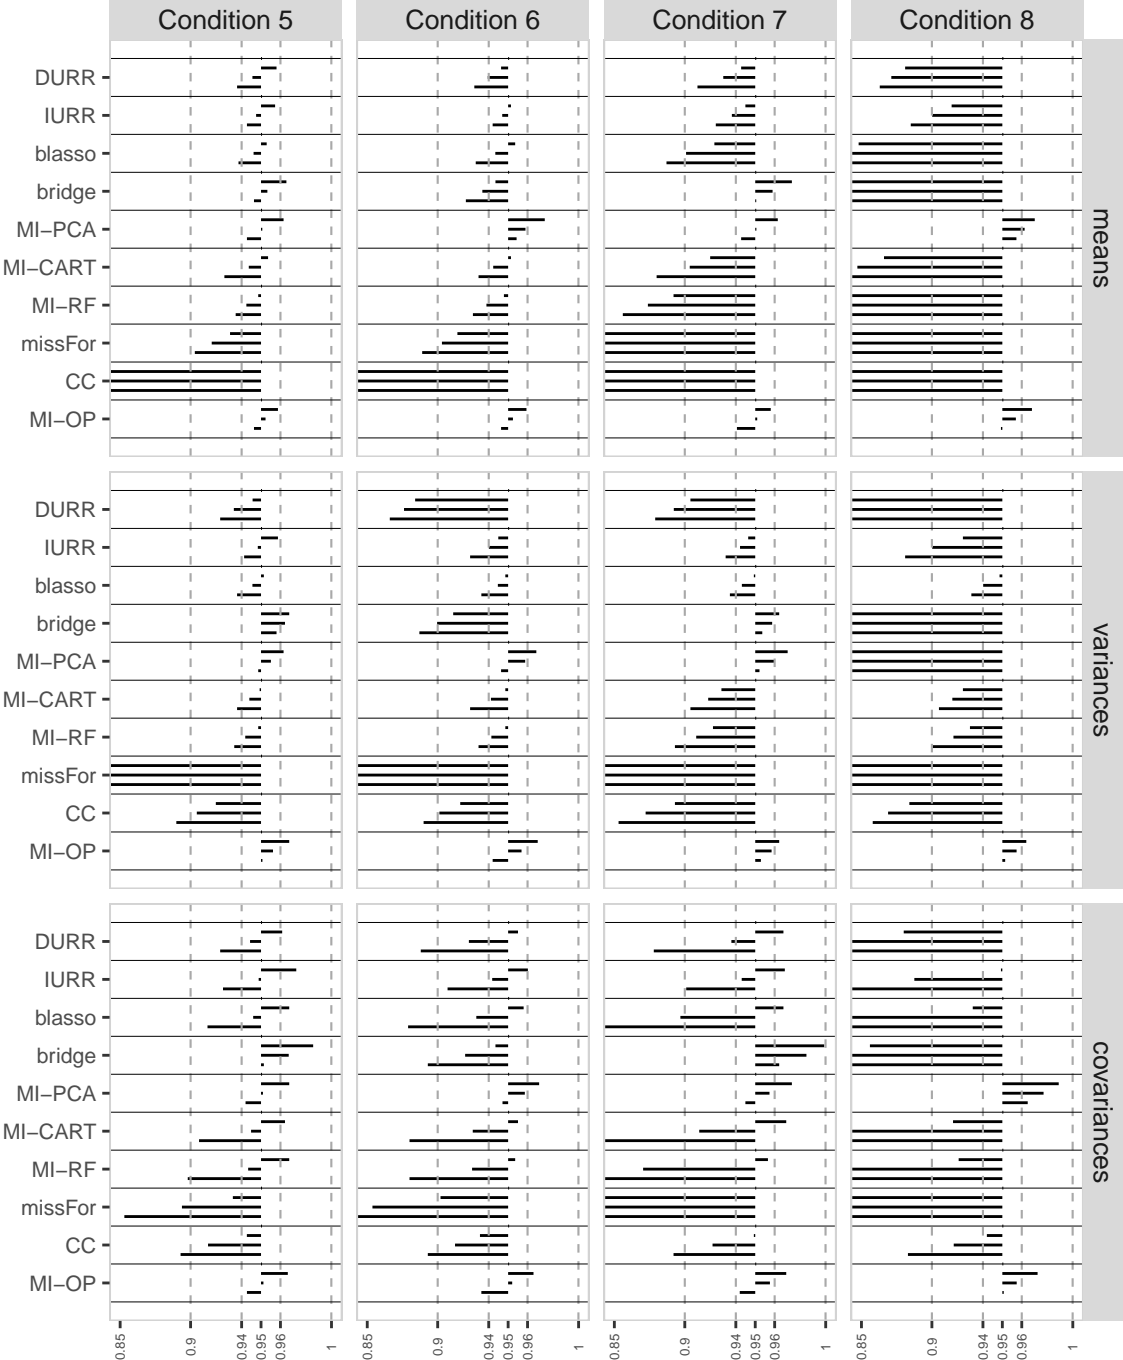 Condition 5 Condition 6 Condition 7 Condition 8
DURR
IURR
blasso
bridge
MI−PCA
MI−CART
MI−RF
missFor
CC
MI−OP
means
DURR
IURR
blasso
bridge
MI−PCA
MI−CART
MI−RF
missFor
CC
MI−OP
variances
DURR
IURR
blasso
bridge
MI−PCA
MI−CART
MI−RF
missFor
CC
MI−OP
covariances
0.85 0.9 0.94 0.95 0.96 1 0.85 0.9 0.94 0.95 0.96 1 0.85 0.9 0.94 0.95 0.96 1 0.85 0.9 0.94 0.95 0.96 1